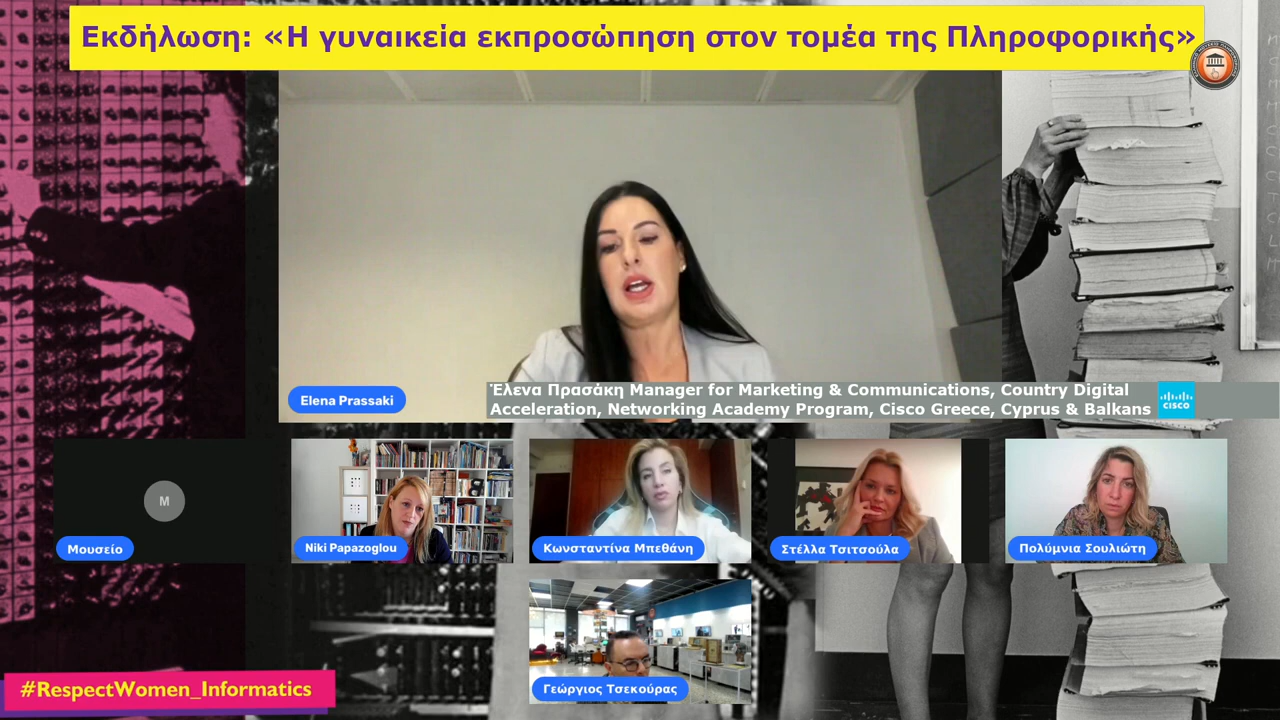 Εκδήλωση: «Η γυναικεία εκπροσώπηση στον τομέα της Πληροφορικής»
Elena Prassaki
Έλενα Πρασάκη Manager for Marketing & Communications, Country Digital
Acceleration, Networking Academy Program, Cisco Greece, Cyprus & Balkans
CISCO
M
Μουσείο
Niki Papazoglou
Κωνσταντίνα Μπεθάνη
Στέλλα Τσιτσούλα
Πολύμνια Σουλιώτη
Γεώργιος Τσεκούρας
#RespectWomen_Informatics